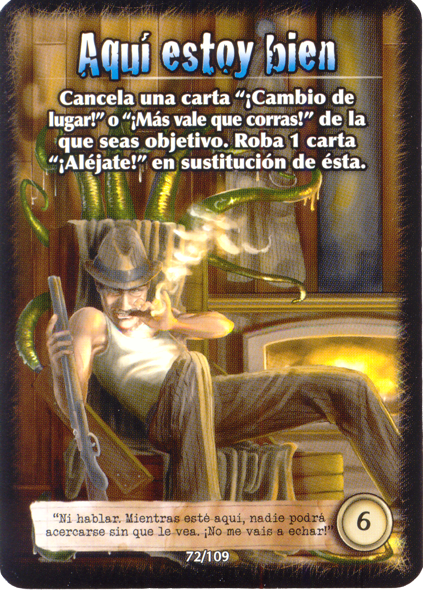 Aquí estoy bien
Cancela una carta “¡Cambio de
lugar!” o “¡Más vale que corras!” de la
que seas objetivo. Roba 1 carta
“¡Aléjate!” en sustitución de ésta.
“Ni hablar. Mientras esté aquí, nadie podrá
acercarse sin que le vea. ¡No me vais a echar!”
6
72/109